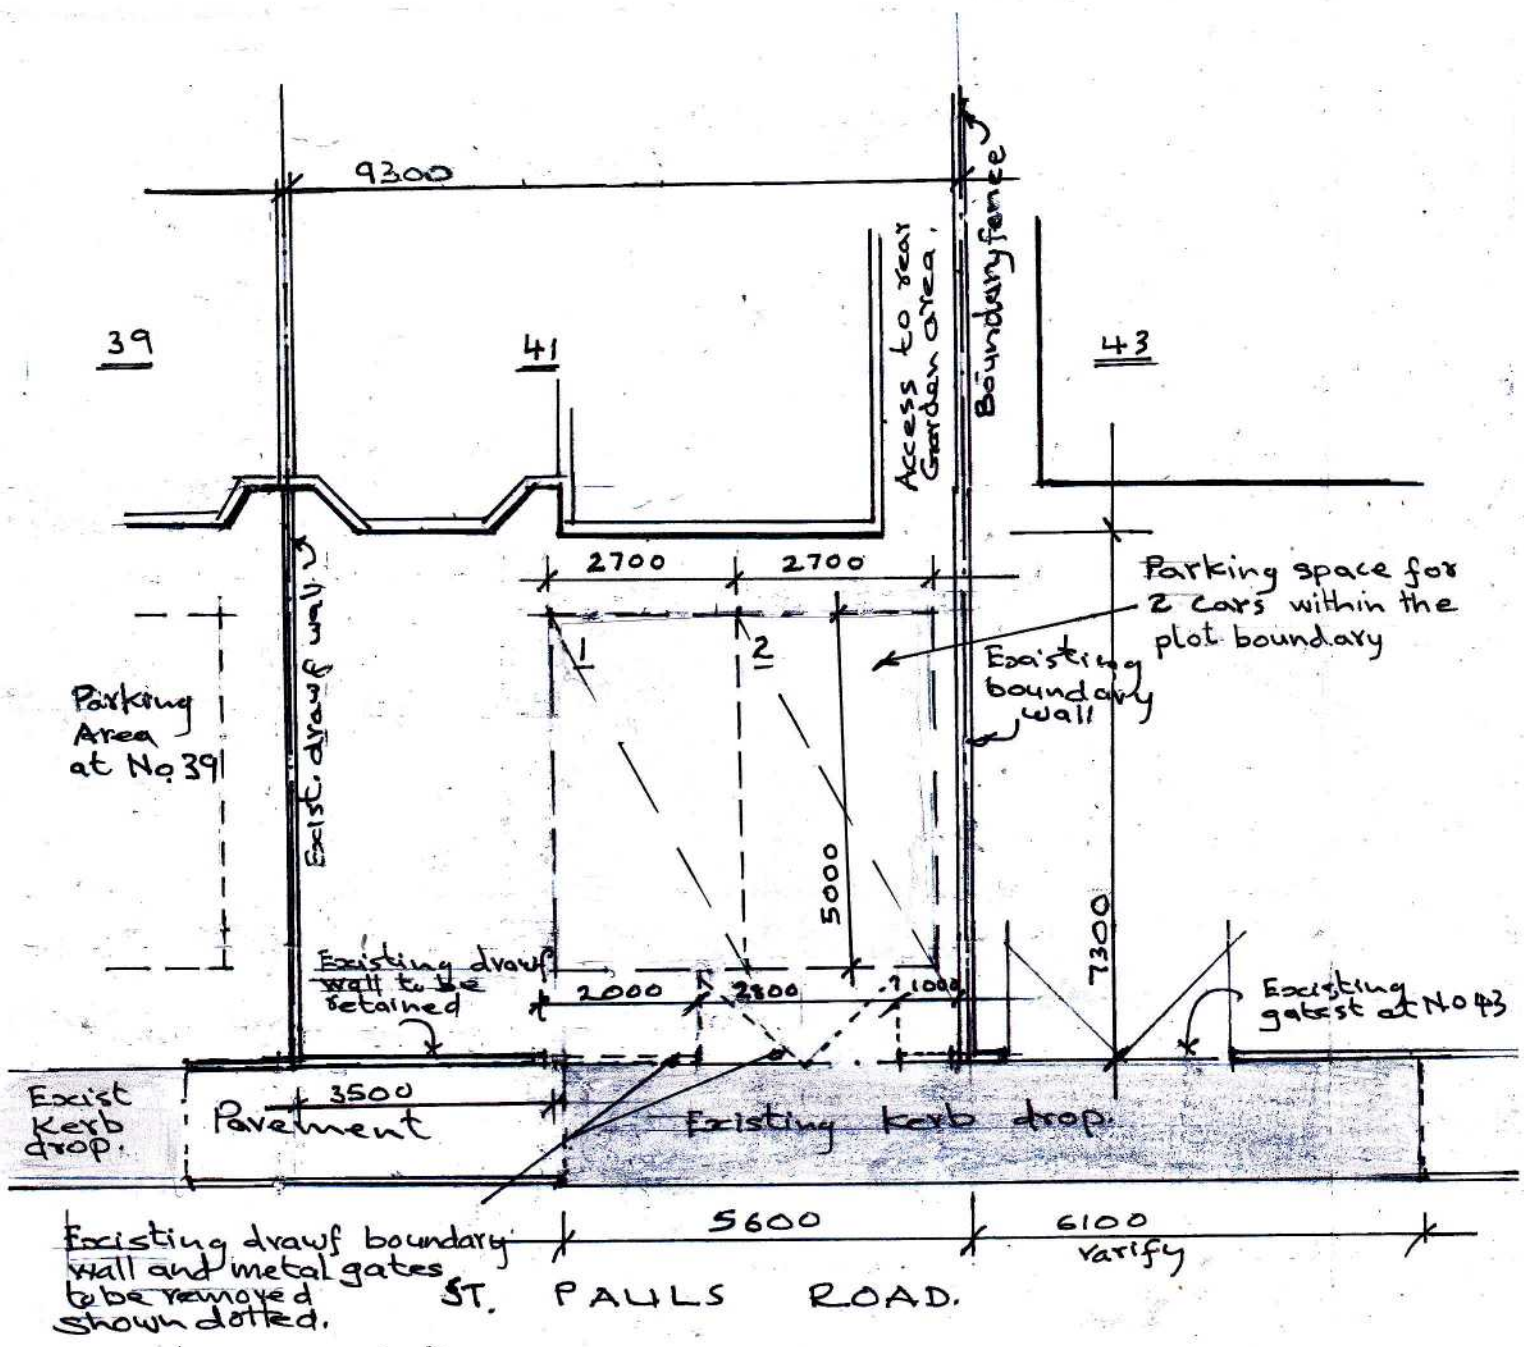 9300
39
41
43
Access to rear
Garden area.
Boundary fence
2700
2700
Parking space for
2 cars within the
plot boundary
1
2
Existing
boundary
wall
Exist. drawf wall
Parking
Area
at No 39
5000
7300
Existing drawf
wall to be
retained
2000
2800
1000
Existing
gatest at No 43
Exist
Kerb
drop.
3500
Pavement
Existing Kerb drop.
5600
6100
varify
Existing drawf boundary
wall and metal gates
to be removed
shown dotted.
ST. PAULS ROAD.